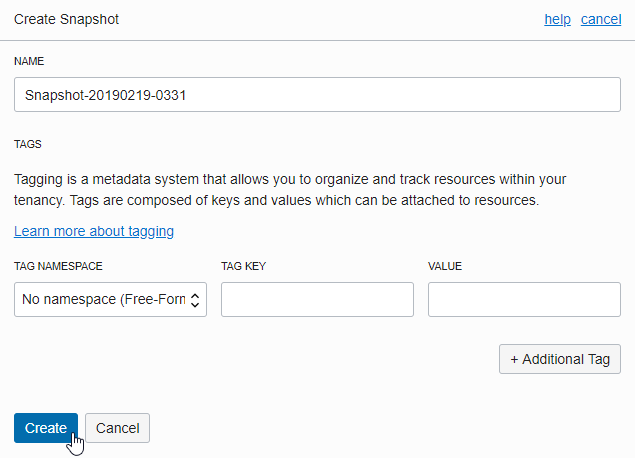 Create Snapshot help cancel
NAME
Snapshot-20190219-0331
TAGS
Tagging is a metadata system that allows you to organize and track resources within your
tenancy. Tags are composed of keys and values which can be attached to resources.
Learn more about tagging
TAG NAMESPACE TAG KEY VALUE
No namespace (Free-Forn
+ Additional Tag
Create Cancel